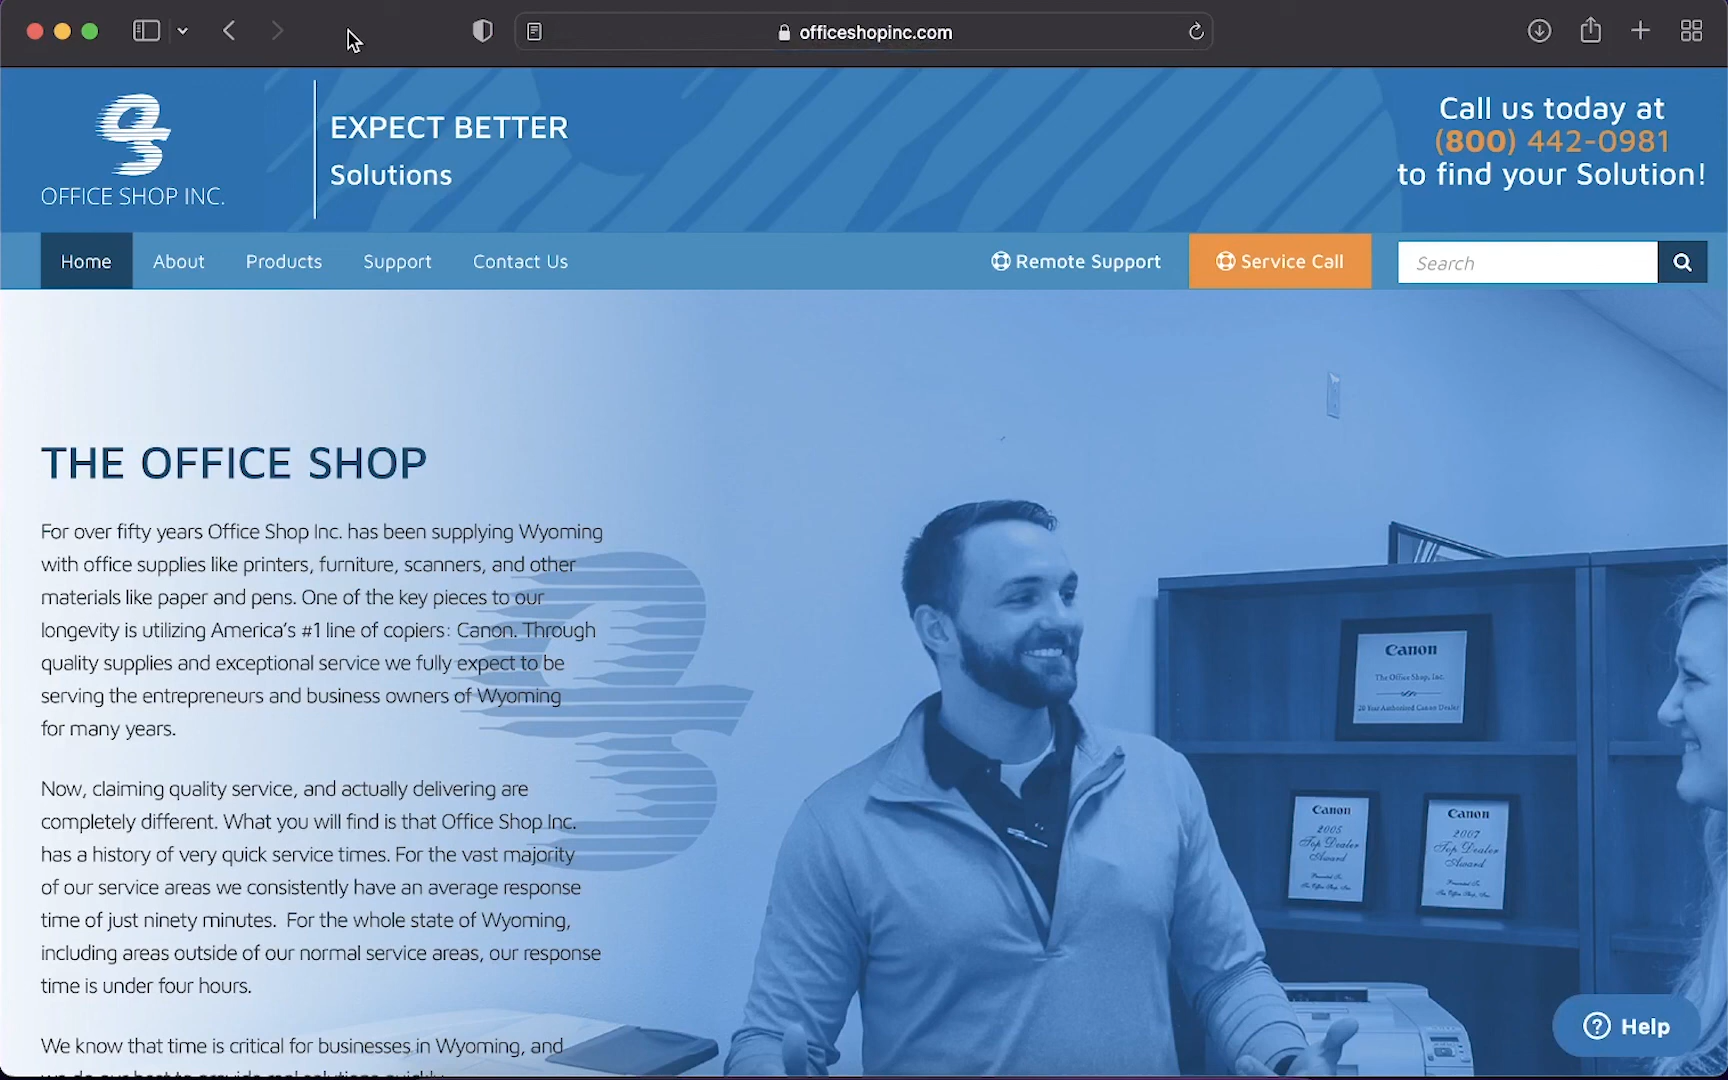 officeshopinc.com
OFFICE SHOP INC.
EXPECT BETTER
Solutions
Call us today at
(800) 442-0981
to find your Solution!
Home
About
Products
Support
Contact Us
Remote Support
Service Call
Search
THE OFFICE SHOP
For over fifty years Office Shop Inc. has been supplying Wyoming
with office supplies like printers, furniture, scanners, and other
materials like paper and pens. One of the key pieces to our
longevity is utilizing America's #1 line of copiers: Canon. Through
quality supplies and exceptional service we fully expect to be
serving the entrepreneurs and business owners of Wyoming
for many years.
Now, claiming quality service, and actually delivering are
completely different. What you will find is that Office Shop Inc.
has a history of very quick service times. For the vast majority
of our service areas we consistently have an average response
time of just ninety minutes. For the whole state of Wyoming,
including areas outside of our normal service areas, our response
time is under four hours.
We know that time is critical for businesses in Wyoming, and
Canon
The Office Shop, Inc.
20 Year Authorized Canon Dealer
Canon
2005
Top Dealer
Award
Canon
2007
Top Dealer
Award
Help